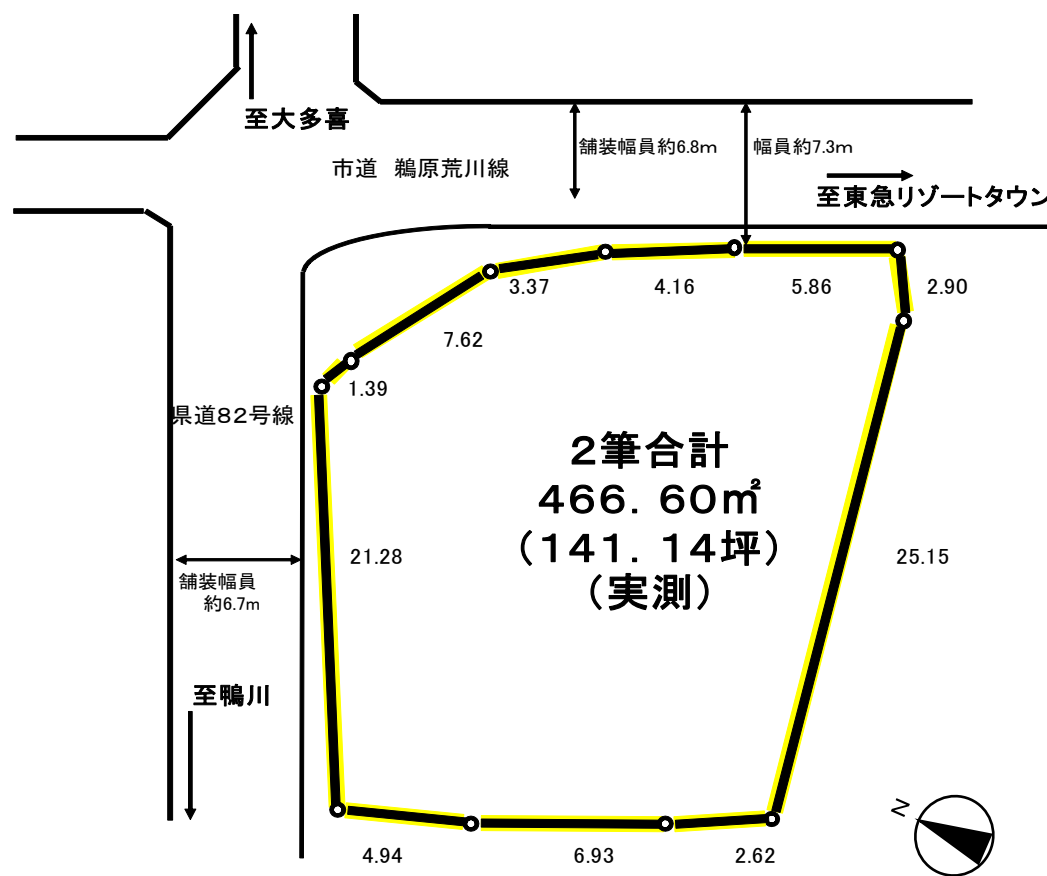 至大多喜
舗装幅員約6.8m
幅員約7.3m
市道 鵜原荒川線
至東急リゾートタウン
3.37
4.16
5.86
2.90
7.62
1.39
県道82号線
2筆合計
466.60㎡
(141.14坪)
(実測)
21.28
25.15
舗装幅員
約6.7m
至鴨川
4.94
6.93
2.62
N